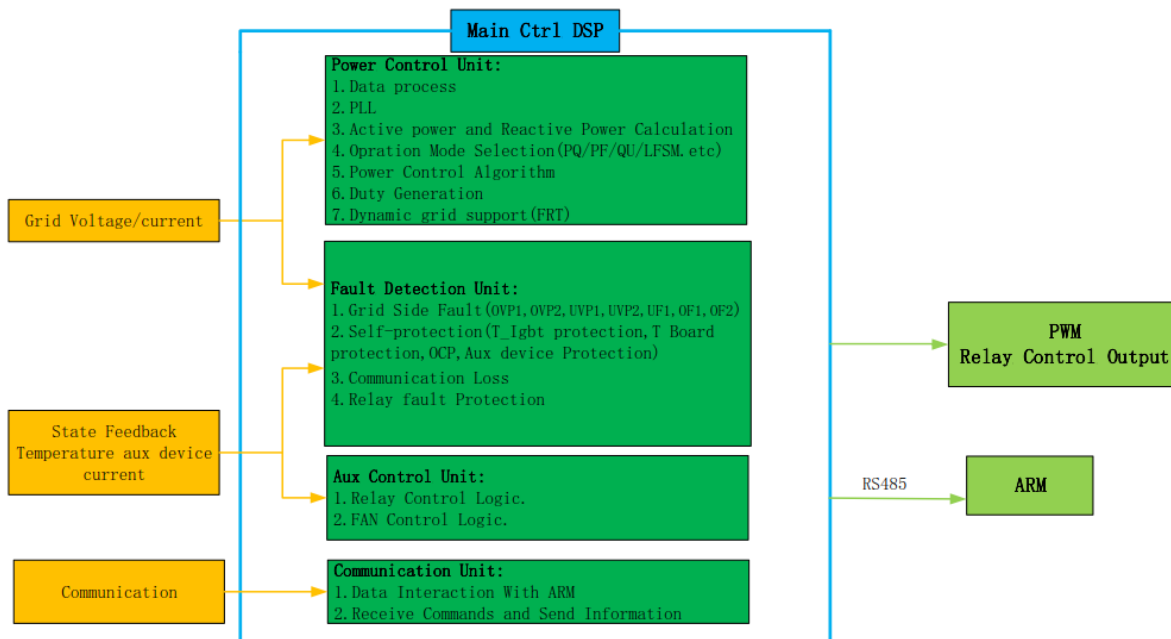 Main Ctrl DSP
Power Control Unit:
1.Data process
2.PLL
3.Active power and Reactive Power Calculation
4.Opration Mode Selection(PQ/PF/QU/LFSM.etc)
5.Power Control Algorithm
6.Duty Generation
7.Dynamic grid support(FRT)
Grid Voltage/current
Fault Detection Unit:
1.Grid Side Fault(OVP1,OVP2,UVP1,UVP2,UF1,OF1,OF2)
2.Self-protection(T_Igbt protection,T Board
protection,OCP,Aux device Protection)
3.Communication Loss
4.Relay fault Protection
PWM
Relay Control Output
State Feedback
Temperature aux device
current
Aux Control Unit:
1.Relay Control Logic.
2.FAN Control Logic.
RS485
ARM
Communication
Communication Unit:
1.Data Interaction With ARM
2.Receive Commands and Send Information